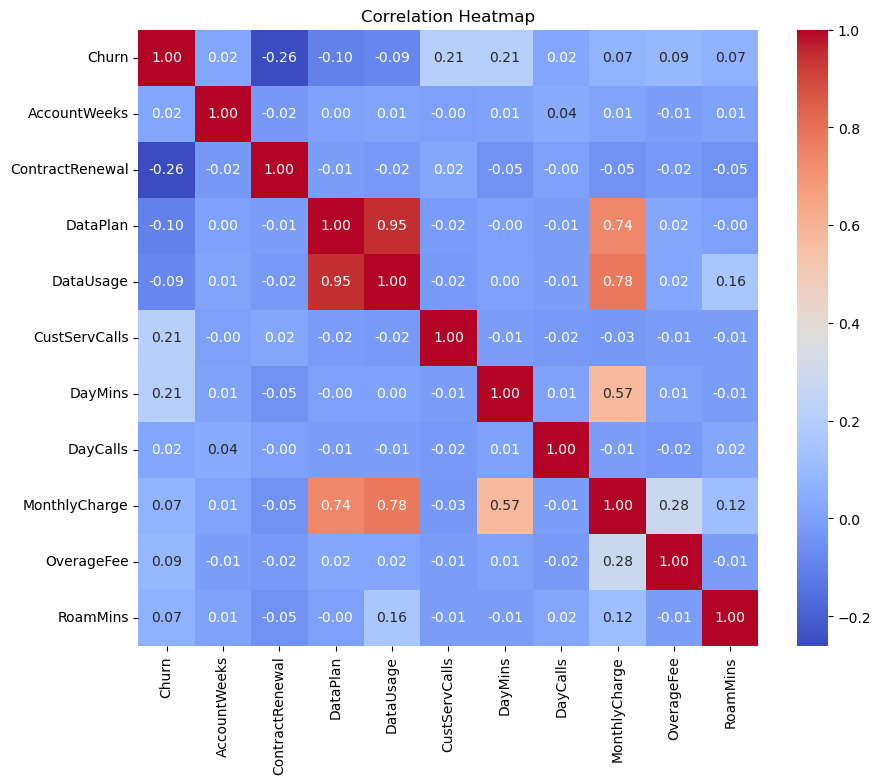 Correlation Heatmap
Churn 1.00 0.02 -0.26 -0.10 -0.09 0.21 0.21 0.02 0.07 0.09 0.07
AccountWeeks 0.02 1.00 -0.02 0.00 0.01 -0.00 0.01 0.04 0.01 0.01 0.01
ContractRenewal -0.26 -0.02 1.00 -0.01 -0.02 0.02 -0.05 -0.00 -0.05 -0.02 -0.05
DataPlan -0.10 0.00 -0.01 1.00 0.95 -0.02 -0.00 -0.01 0.74 0.02 -0.00
DataUsage -0.09 0.01 -0.02 0.95 1.00 -0.02 0.00 -0.01 0.78 0.02 0.16
CustServCalls 0.21 -0.00 0.02 -0.02 -0.02 1.00 -0.01 -0.02 -0.03 -0.01 -0.01
DayMins 0.21 0.01 -0.05 -0.00 0.00 -0.01 1.00 0.01 0.57 0.01 -0.01
DayCalls 0.02 0.04 -0.00 -0.01 -0.01 -0.02 0.01 1.00 -0.01 -0.02 0.02
MonthlyCharge 0.07 0.01 -0.05 0.74 0.78 -0.03 0.57 -0.01 1.00 0.28 0.12
OverageFee 0.09 -0.01 -0.02 0.02 0.02 -0.01 0.01 -0.02 0.28 1.00 -0.01
RoamMins 0.07 0.01 -0.05 -0.00 0.16 -0.01 -0.01 0.02 0.12 -0.01 1.00
Churn
AccountWeeks
ContractRenewal
DataPlan
DataUsage
CustServCalls
DayMins
DayCalls
MonthlyCharge
OverageFee
RoamMins
1.0
0.8
0.6
0.4
0.2
0.0
−0.2